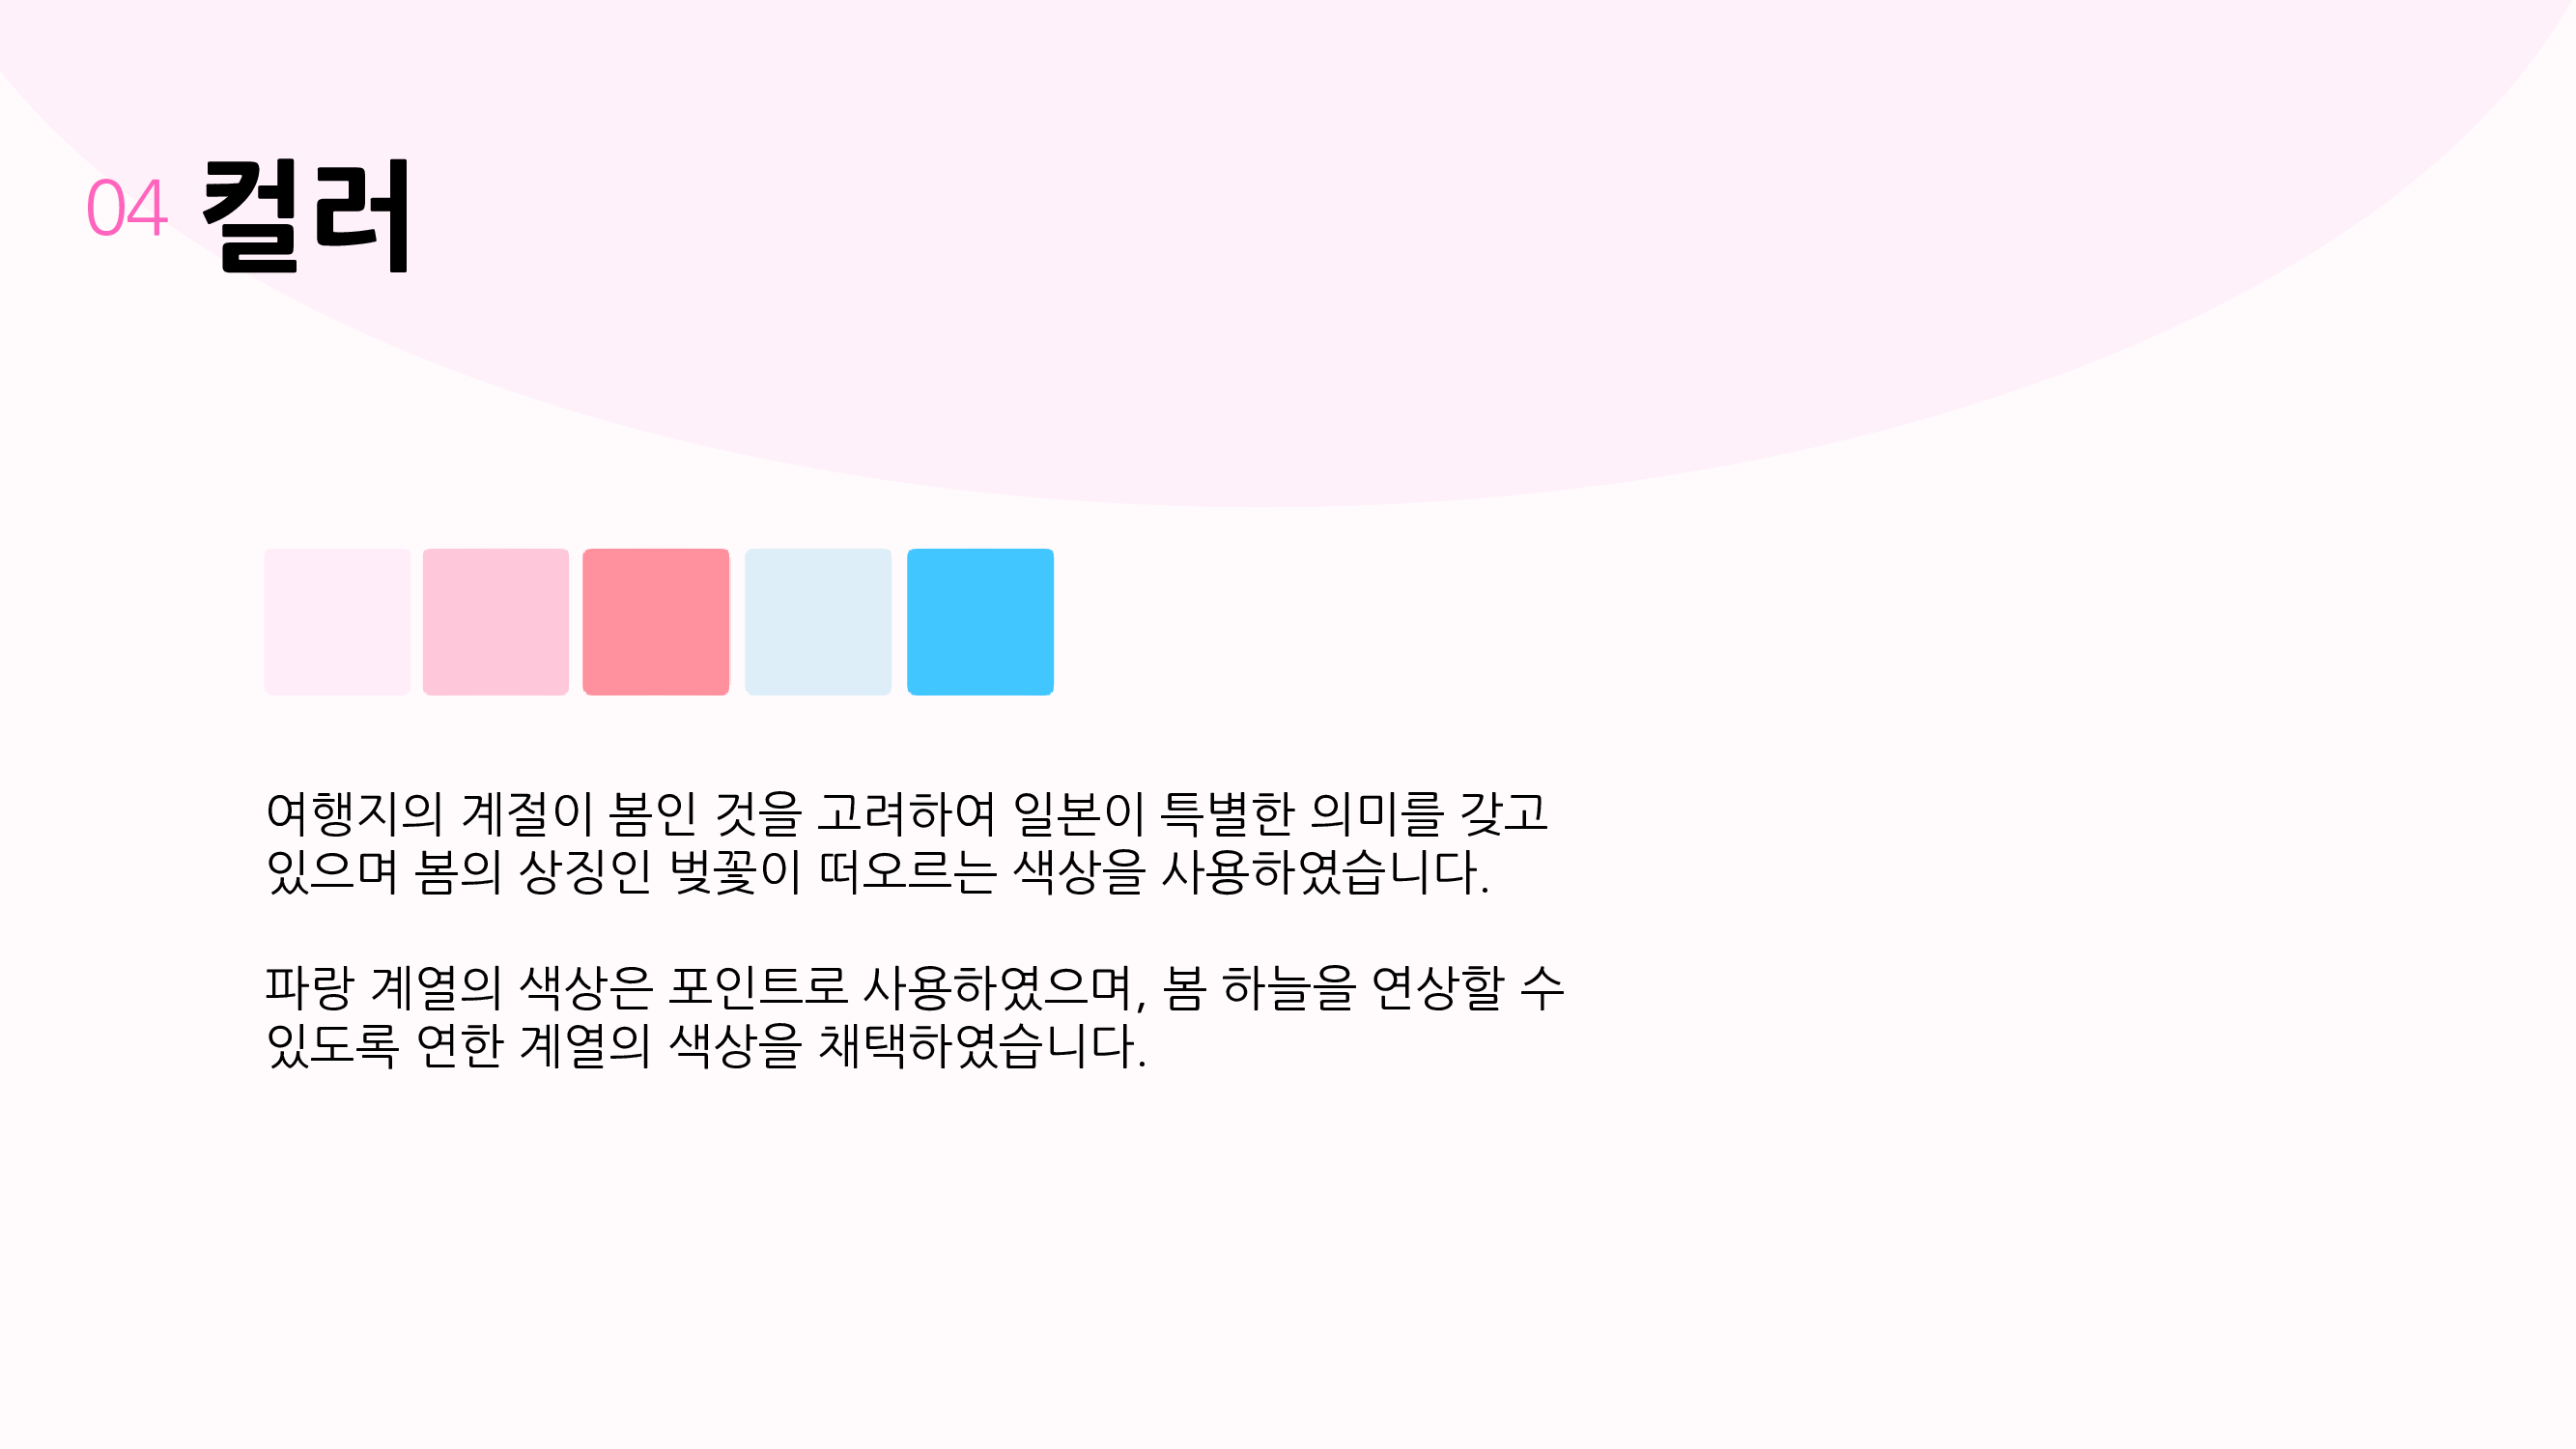 04 컬러
여행지의 계절이 봄인 것을 고려하여 일본이 특별한 의미를 갖고
있으며 봄의 상징인 벚꽃이 떠오르는 색상을 사용하였습니다.
파랑 계열의 색상은 포인트로 사용하였으며, 봄 하늘을 연상할 수
있도록 연한 계열의 색상을 채택하였습니다.